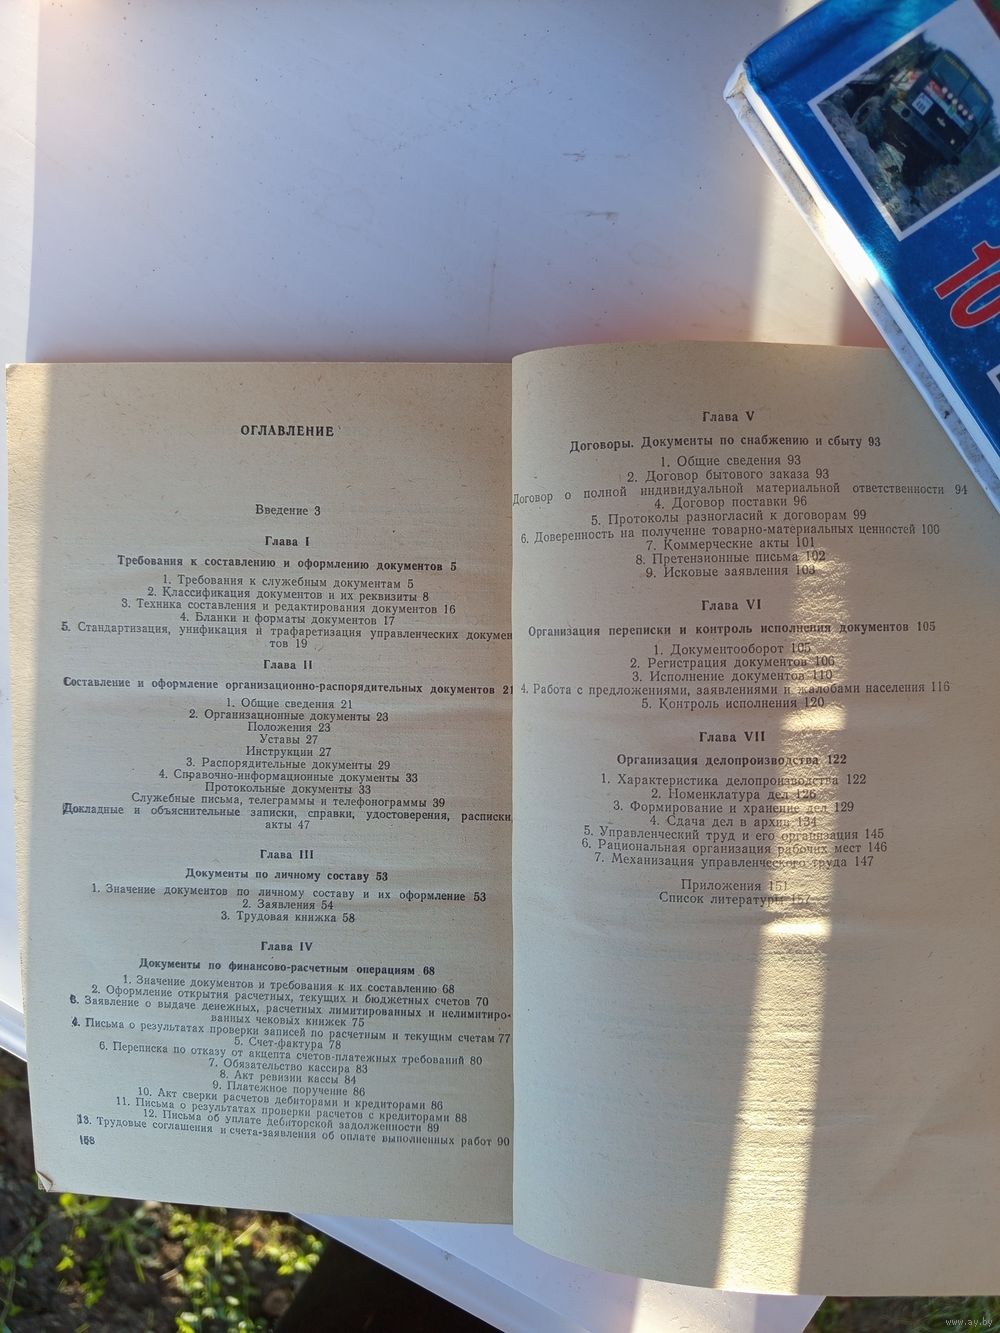 ОГЛАВЛЕНИЕ
Введение 3
Глава I
Требования к составлению и оформлению документов 5
1. Требования к служебным документам 5
2. Классификация документов и их реквизиты 8
3. Техника составления и редактирования документов 16
4. Бланки и форматы документов 17
5. Стандартизация, унификация и трафаретизация управленческих докумен
тов 19
Глава II
Составление и оформление организационно-распорядительных документов 21
1. Общие сведения 21
2. Организационные документы 23
Положения 23
Уставы 27
Инструкции 27
3. Распорядительные документы 29
4. Справочно-информационные документы 33
Протокольные документы 33
Служебные письма, телеграммы и телефонограммы 39
Докладные и объяснительные записки, справки, удостоверения, расписки,
акты 47
Глава III
Документы по личному составу 53
1. Значение документов по личному составу и их оформление 53
2. Заявления 54
3. Трудовая книжка 58
Глава IV
Документы по финансово-расчетным операциям 68
1. Значение документов и требования к их составлению 68
2. Оформление открытия расчетных, текущих и бюджетных счетов 70
3. Заявление о выдаче денежных, расчетных лимитированных и нелимитиро-
ванных чековых книжек 75
4. Письма о результатах проверки записей по расчетным и текущим счетам 77
5. Счет-фактура 78
6. Переписка по отказу от акцепта счетов-платежных требований 80
7. Обязательство кассира 83
8. Акт ревизии кассы 84
9. Платежное поручение 86
10. Акт сверки расчетов дебиторами и кредиторами 86
11. Письма о результатах проверки расчетов с кредиторами 88
12. Письма об уплате дебиторской задолженности 89
13. Трудовые соглашения и счета-заявления об оплате выполненных работ 90
158
Глава V
Договоры. Документы по снабжению и сбыту 93
1. Общие сведения 93
2. Договор бытового заказа 93
Договор о полной индивидуальной материальной ответственности 94
4. Договор поставки 96
5. Протоколы разногласий к договорам 99
6. Доверенность на получение товарно-материальных ценностей 100
7. Коммерческие акты 101
8. Претензионные письма 102
9. Исковые заявления 103
Глава VI
Организация переписки и контроль исполнения документов 105
1. Документооборот 105
2. Регистрация документов 106
3. Исполнение документов 110
4. Работа с предложениями, заявлениями и жалобами населения 116
5. Контроль исполнения 120
Глава VII
Организация делопроизводства 122
1. Характеристика делопроизводства 122
2. Номенклатура дел 126
3. Формирование и хранение дел 129
4. Сдача дел в архив 134
5. Управленческий труд и его организация 145
6. Рациональная организация рабочих мест 146
7. Механизация управленческого труда 147
Приложения 151
Список литературы 157
10
www.ay.by